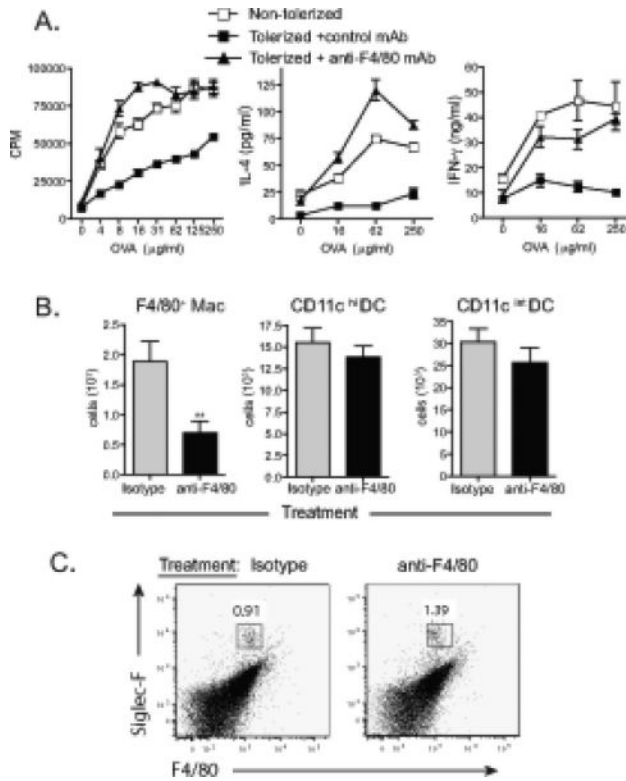 A.
Non-tolerized
Tolerized +control mAb
Tolerized + anti-F4/80 mAb
100000
75000
50000
25000
0
CPM
0 4 8 16 31 62 125 250
OVA (μg/ml)
150
100
50
0
IL-4 (pg/ml)
0 16 62 250
OVA (μg/ml)
60
50
40
30
20
10
0
IFN-γ (ng/ml)
0 16 62 250
OVA (μg/ml)
B.
F4/80+ Mac
CD11c hi DC
CD11c int DC
2.5
2.0
1.5
1.0
0.5
0.0
cells (10³)
**
Isotype anti-F4/80
17.5
15.0
12.5
10.0
7.5
5.0
2.5
0.0
cells (10³)
Isotype anti-F4/80
35
30
25
20
15
10
5
0
cells (10³)
Isotype anti-F4/80
Treatment
C.
Treatment: Isotype
anti-F4/80
0.91
1.39
Siglec-F
F4/80